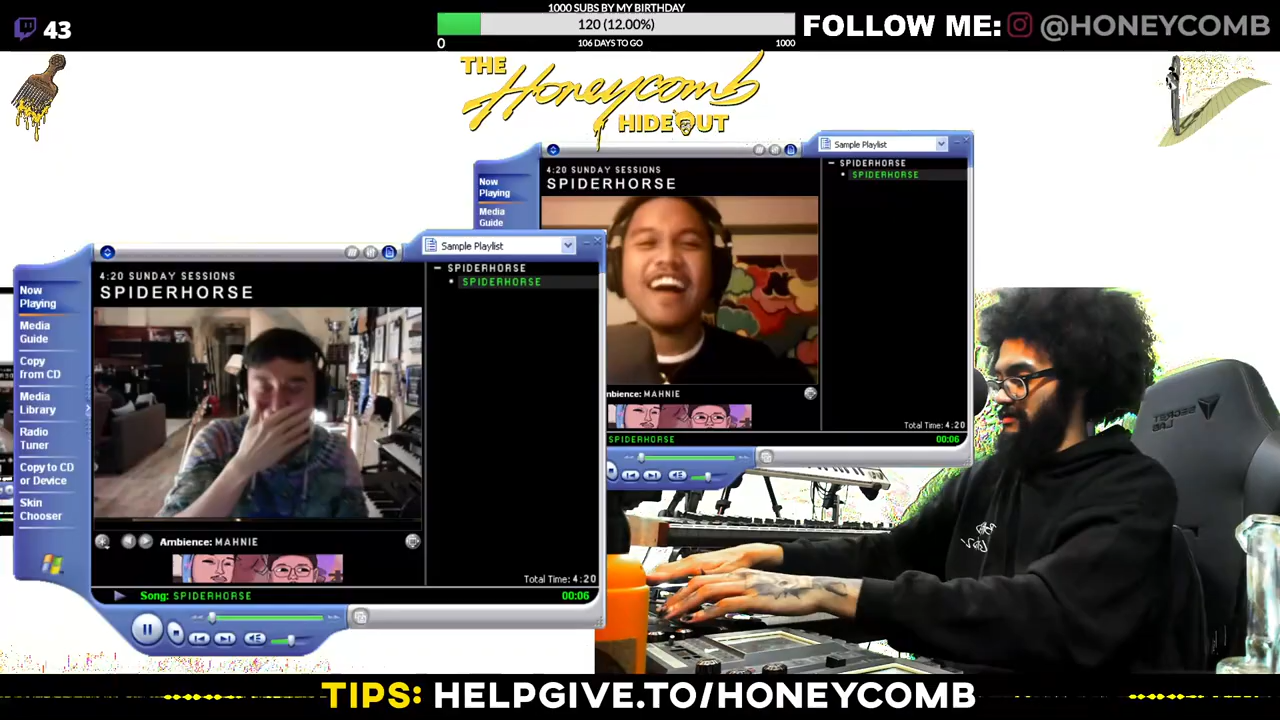 43
1000 SUBS BY MY BIRTHDAY
120 (12.00%)
0
106 DAYS TO GO
1000
FOLLOW ME: @HONEYCOMB
THE
Honeycomb
HIDEOUT
Sample Playlist
Now
Playing
Media
Guide
4:20 SUNDAY SESSIONS
SPIDERHORSE
SPIDERHORSE
SPIDERHORSE
Ambience: MAHNIE
Total Time: 4:20
SPIDERHORSE
00:06
Sample Playlist
Now
Playing
Media
Guide
Copy
from CD
Media
Library
Radio
Tuner
Copy to CD
or Device
Skin
Chooser
4:20 SUNDAY SESSIONS
SPIDERHORSE
SPIDERHORSE
SPIDERHORSE
Ambience: MAHNIE
Total Time: 4:20
Song: SPIDERHORSE
00:06
TIPS: HELPGIVE.TO/HONEYCOMB